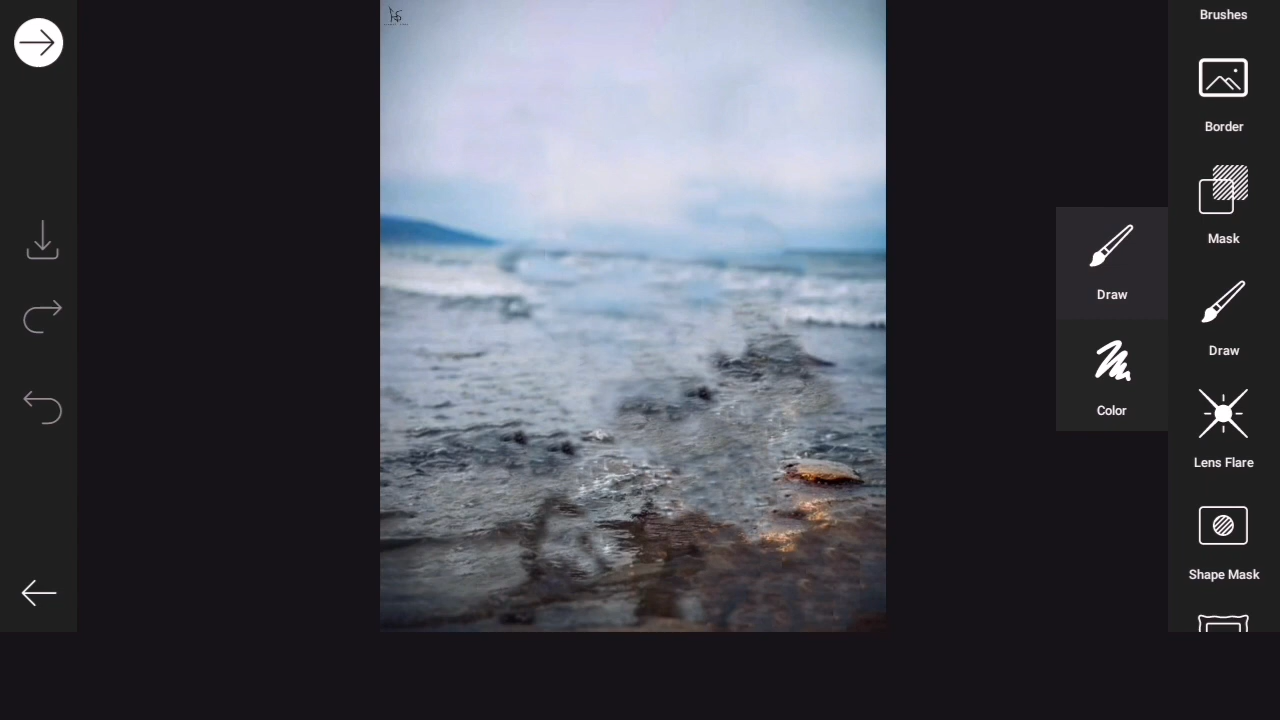 Brushes
Border
Mask
Draw
Draw
Color
Lens Flare
Shape Mask